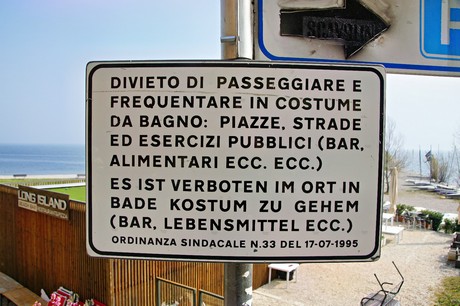 DIVIETO DI PASSEGGIARE E
FREQUENTARE IN COSTUME
DA BAGNO: PIAZZE, STRADE
ED ESERCIZI PUBBLICI (BAR,
ALIMENTARI ECC. ECC.)
ES IST VERBOTEN IM ORT IN
BADE KOSTUM ZU GEHEM
(BAR, LEBENSMITTEL ECC.)
ORDINANZA SINDACALE N.33 DEL 17-07-1995
LONG ISLAND
P